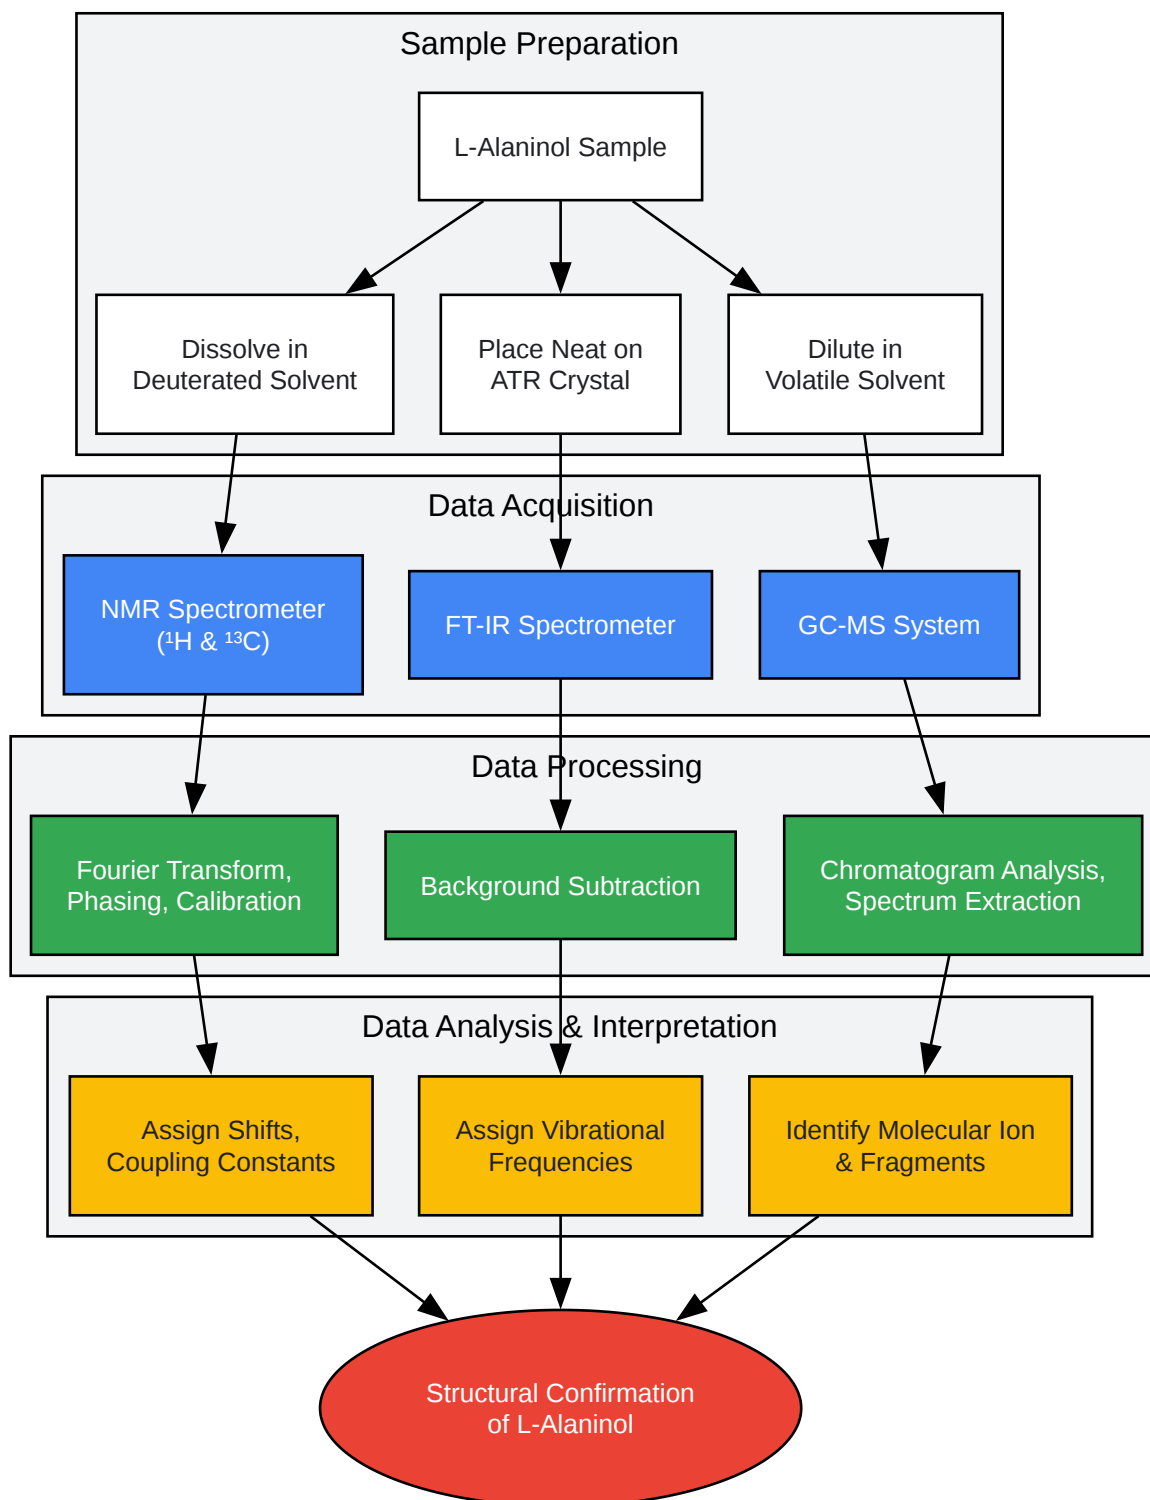 Sample Preparation
L-Alaninol Sample
Dissolve in
Deuterated Solvent
Place Neat on
ATR Crystal
Dilute in
Volatile Solvent
Data Acquisition
NMR Spectrometer
(¹H & ¹³C)
FT-IR Spectrometer
GC-MS System
Data Processing
Fourier Transform,
Phasing, Calibration
Background Subtraction
Chromatogram Analysis,
Spectrum Extraction
Data Analysis & Interpretation
Assign Shifts,
Coupling Constants
Assign Vibrational
Frequencies
Identify Molecular Ion
& Fragments
Structural Confirmation
of L-Alaninol